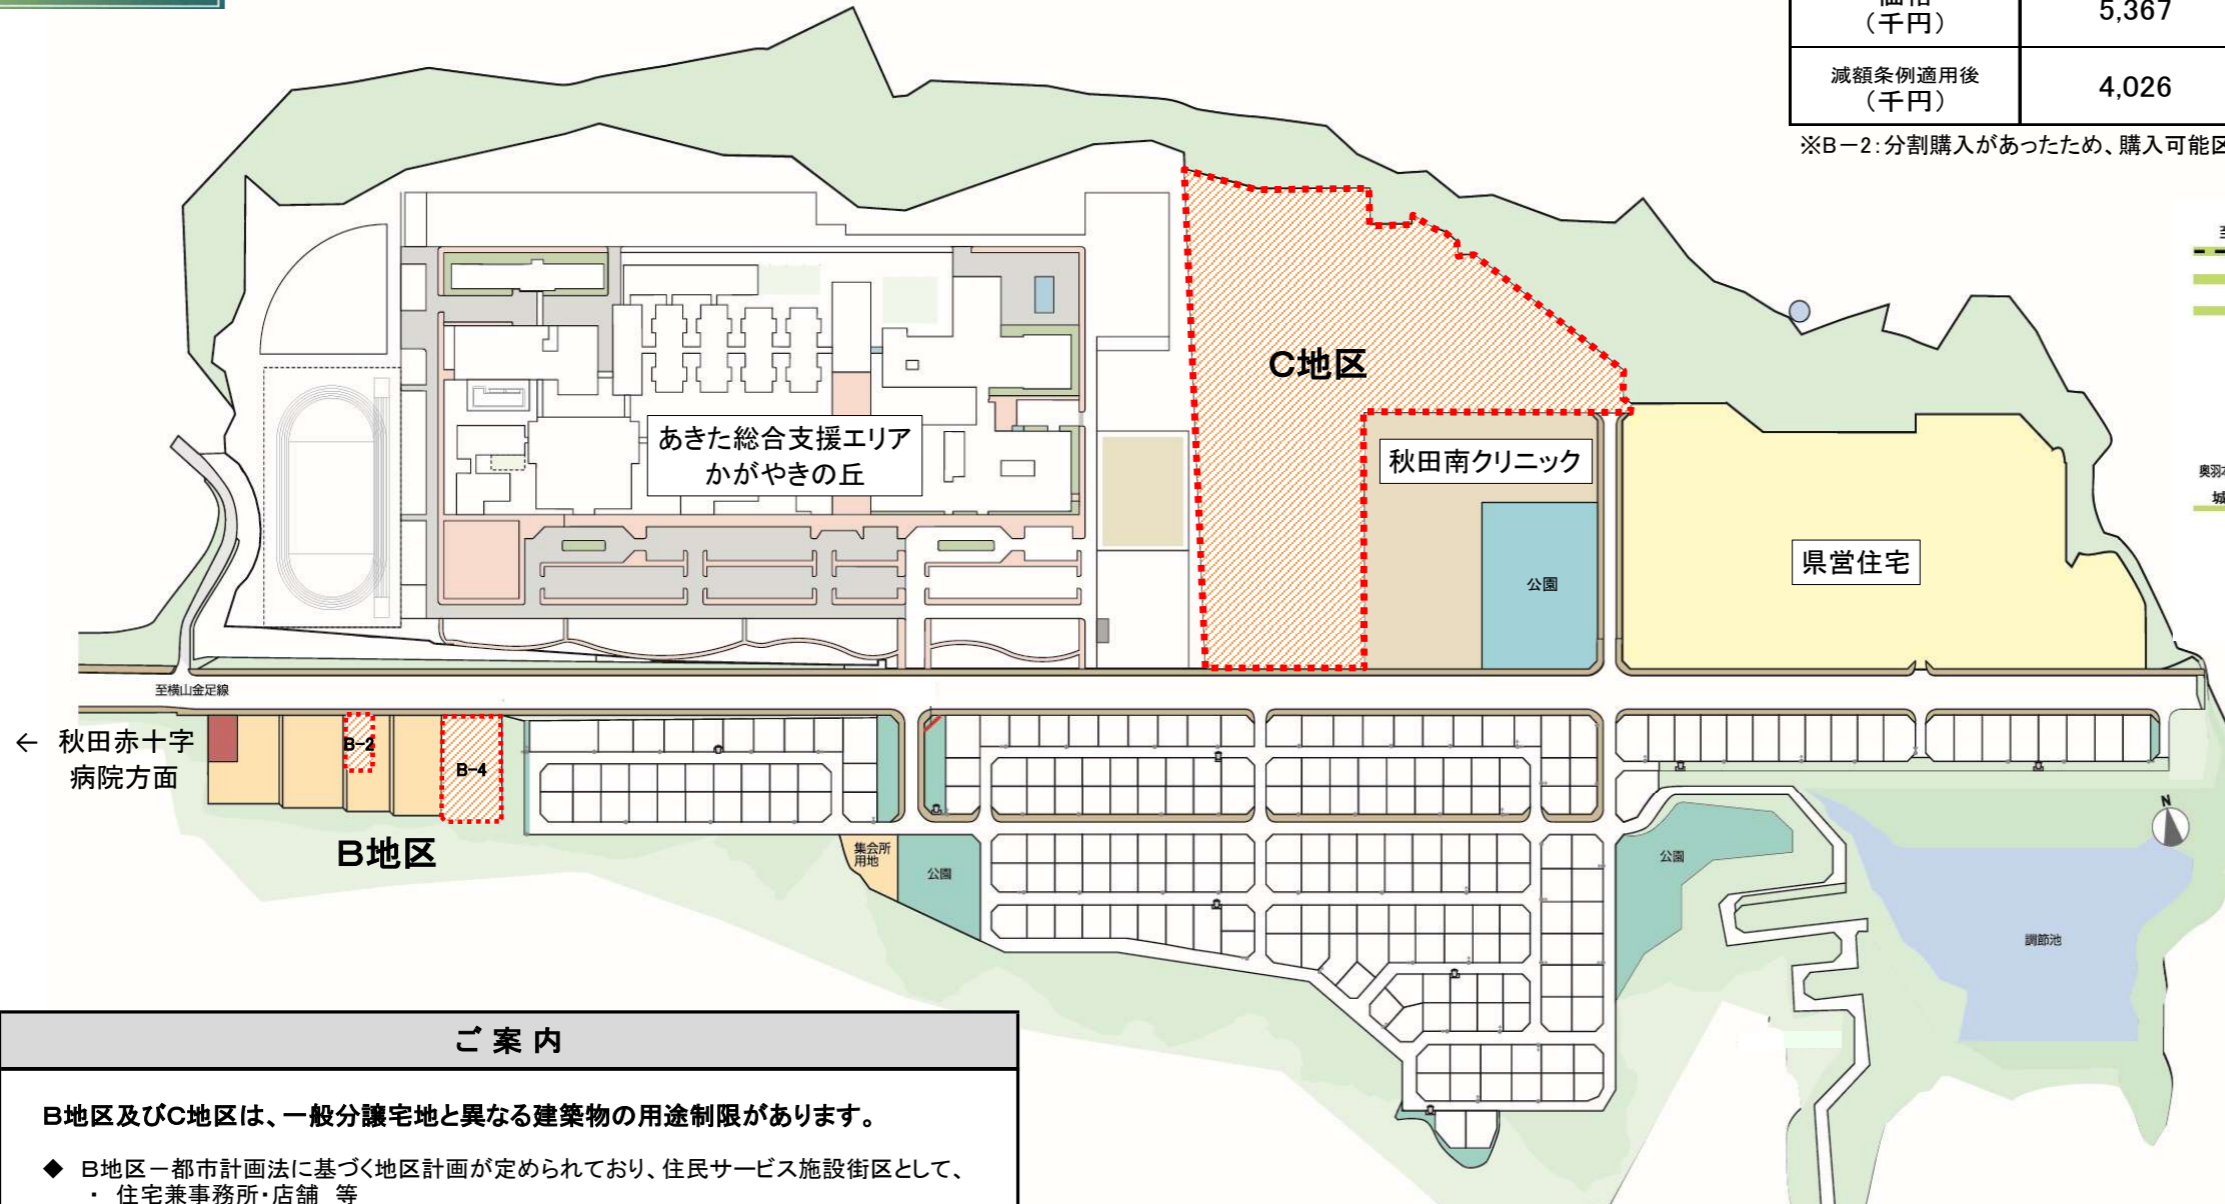 (千円)
5,367
減額条例適用後
(千円)
4,026
※B－2:分割購入があったため、購入可能区
C地区
あきた総合支援エリア
かがやきの丘
秋田南クリニック
県営住宅
公園
至横山金足線
← 秋田赤十字
病院方面
B-2
B-4
B地区
集会所
用地
公園
公園
調節池
N
ご 案 内
B地区及びC地区は、一般分譲宅地と異なる建築物の用途制限があります。
◆ B地区－都市計画法に基づく地区計画が定められており、住民サービス施設街区として、
・ 住宅兼事務所・店舗 等